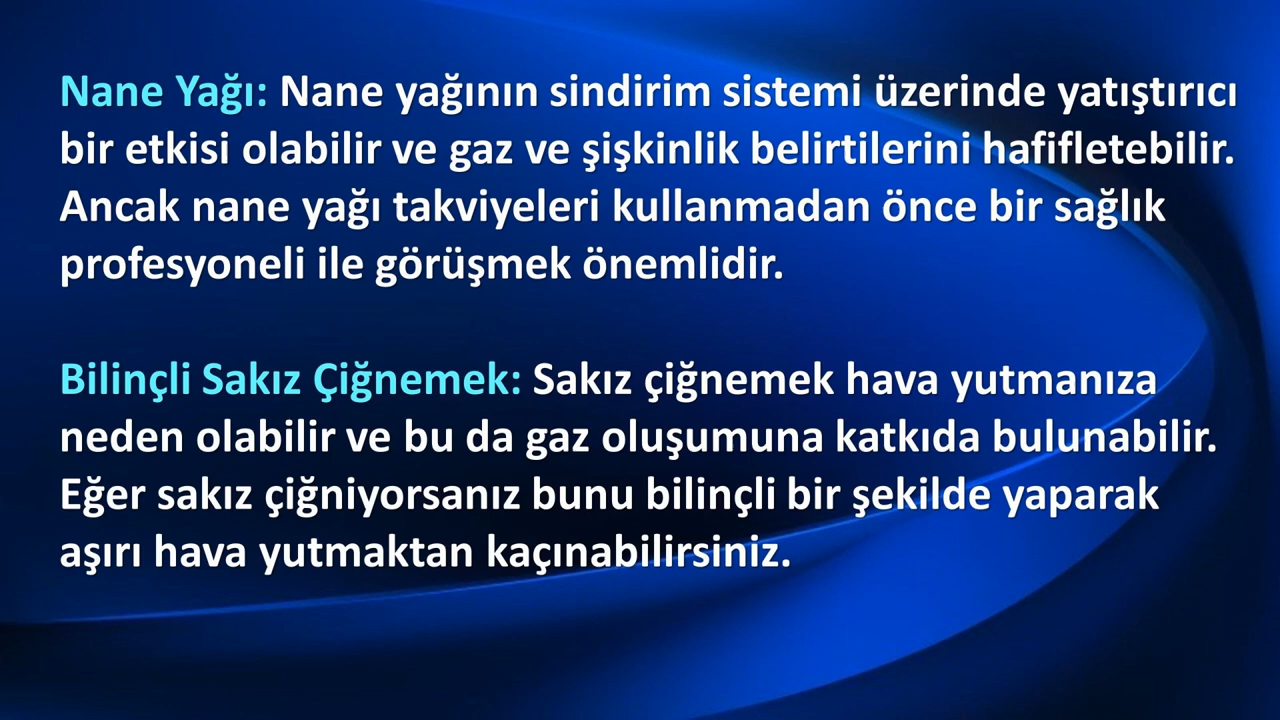 Nane Yağı: Nane yağının sindirim sistemi üzerinde yatıştırıcı
bir etkisi olabilir ve gaz ve şişkinlik belirtilerini hafifletebilir.
Ancak nane yağı takviyeleri kullanmadan önce bir sağlık
profesyoneli ile görüşmek önemlidir.
Bilinçli Sakız Çiğnemek: Sakız çiğnemek hava yutmanıza
neden olabilir ve bu da gaz oluşumuna katkıda bulunabilir.
Eğer sakız çiğniyorsanız bunu bilinçli bir şekilde yaparak
aşırı hava yutmaktan kaçınabilirsiniz.